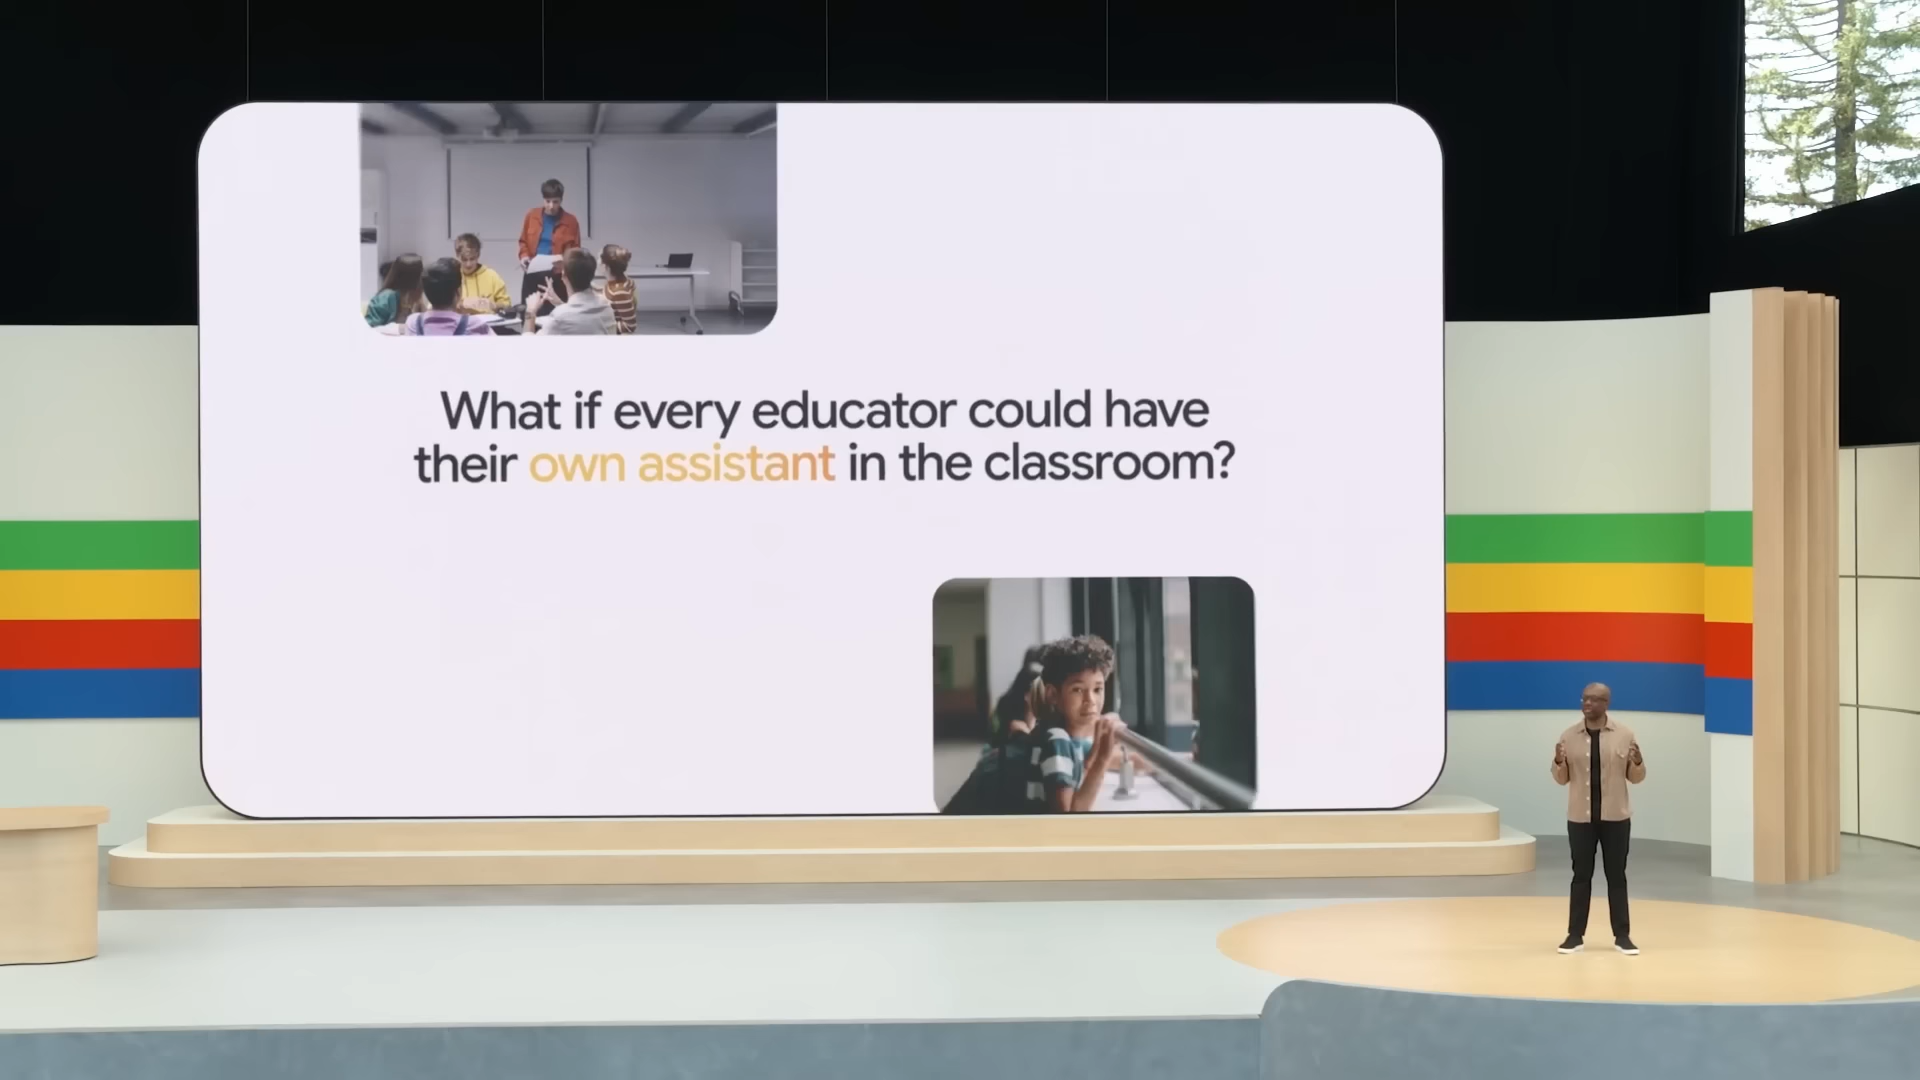 What if every educator could have
their own assistant in the classroom?